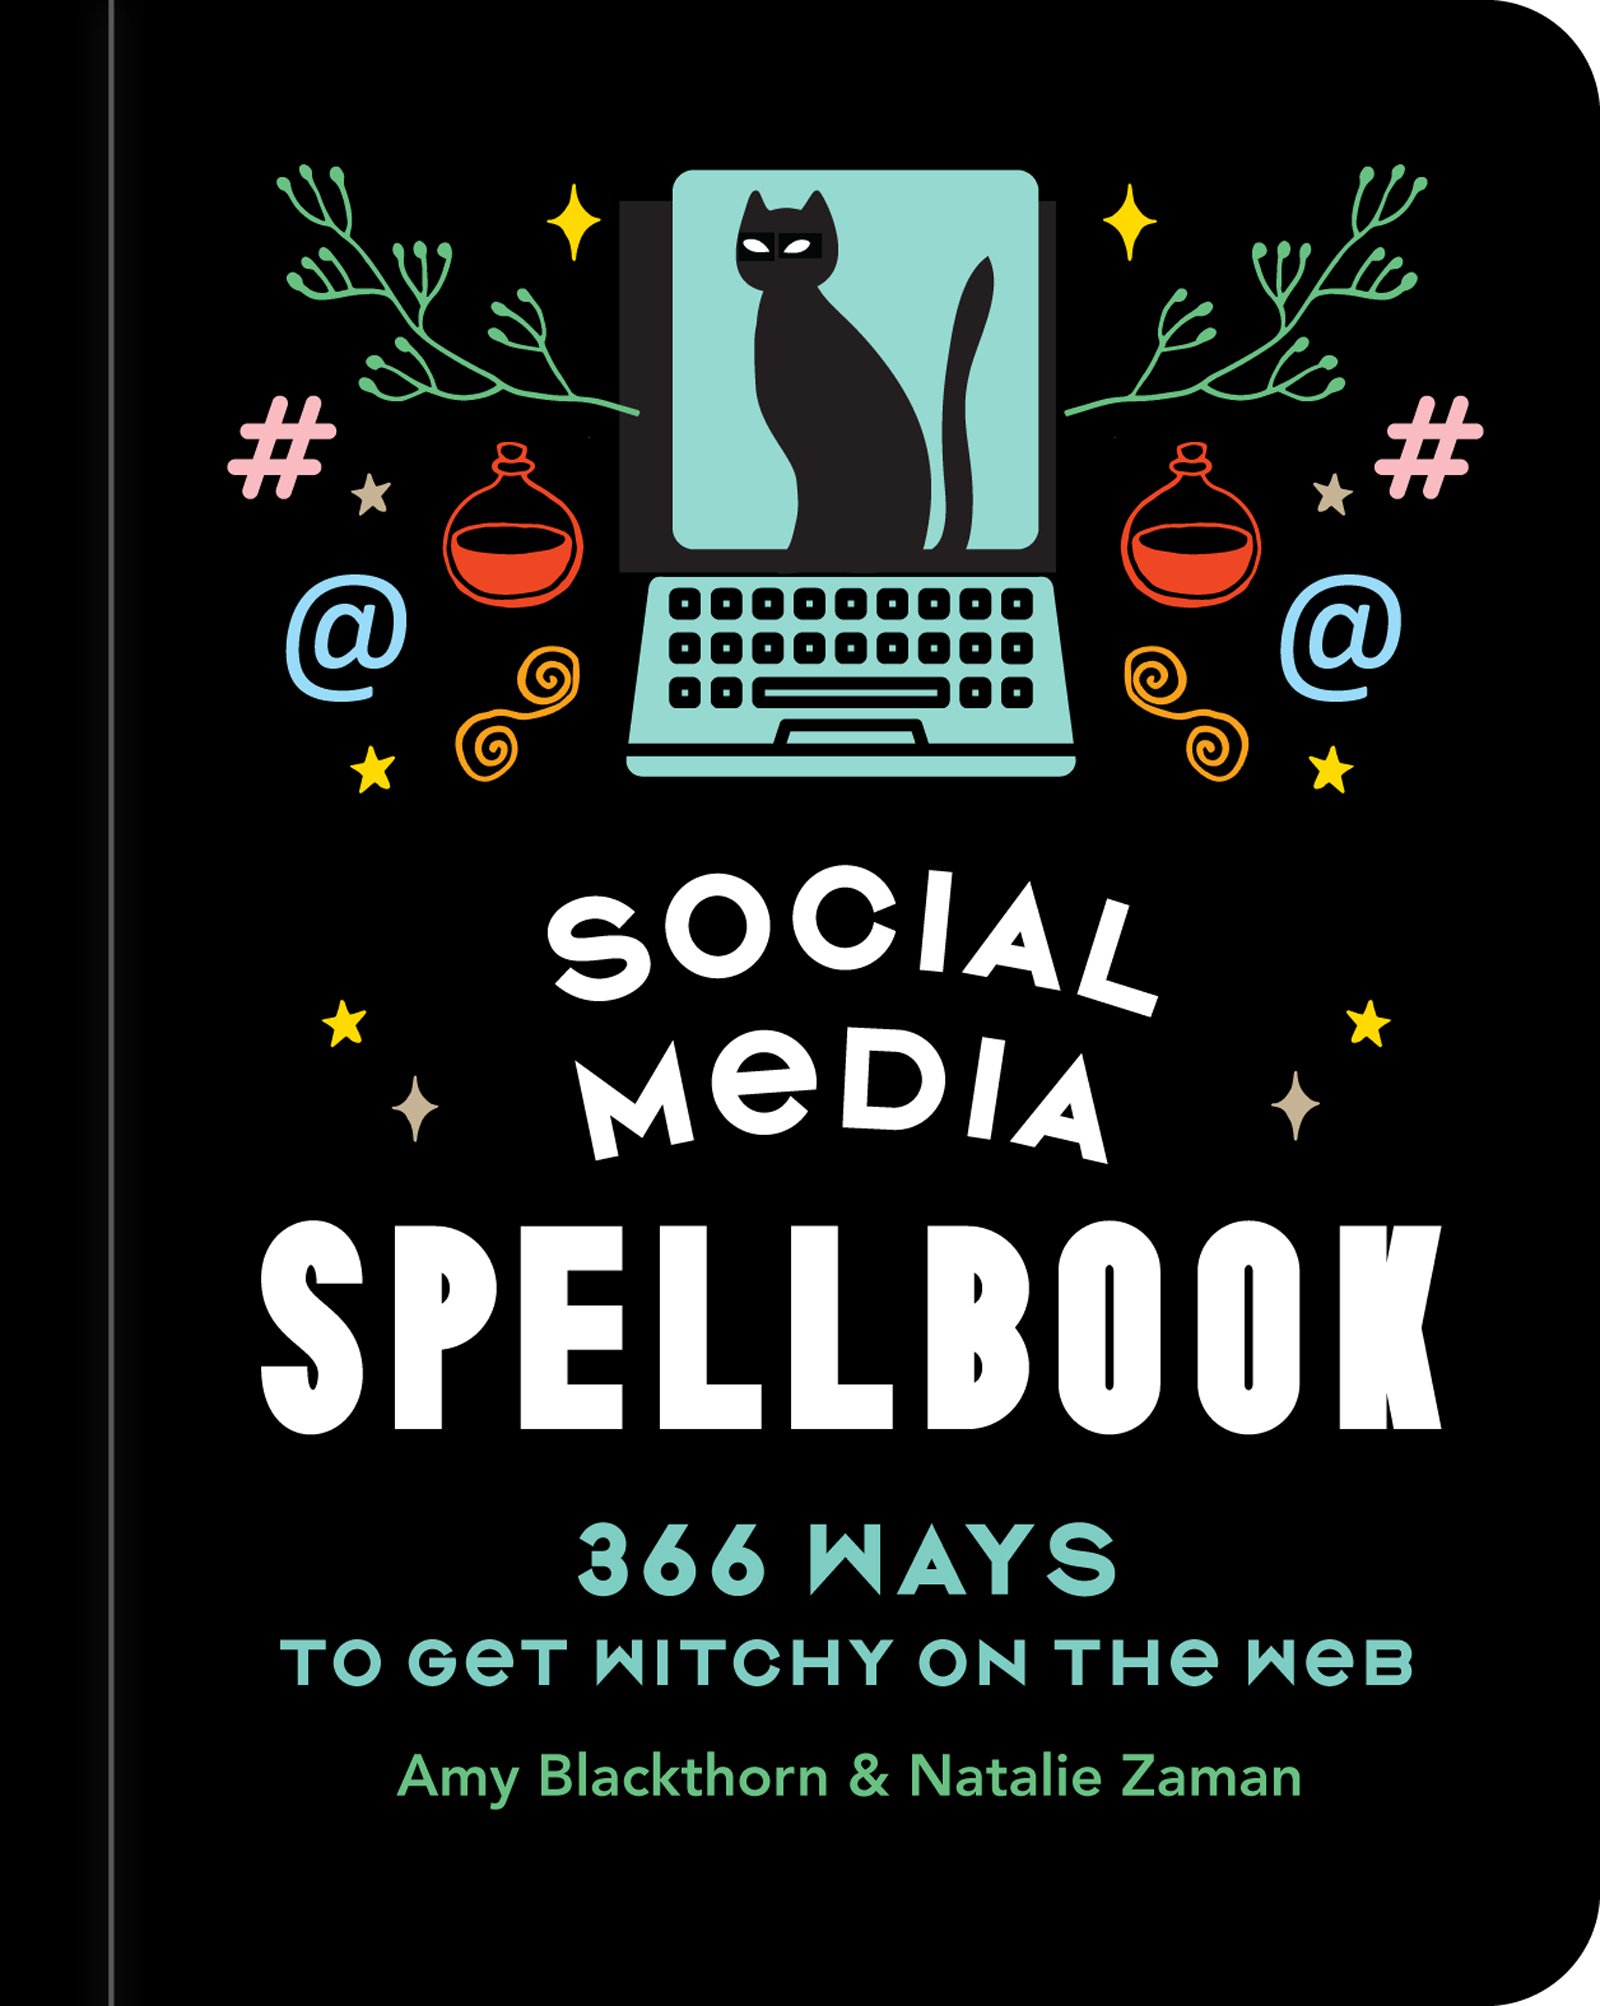 # #
@ @
SOCIAL
MeDIA
SPELLBOOK
366 WAYS
TO GeT WITCHY ON THe WeB
Amy Blackthorn & Natalie Zaman